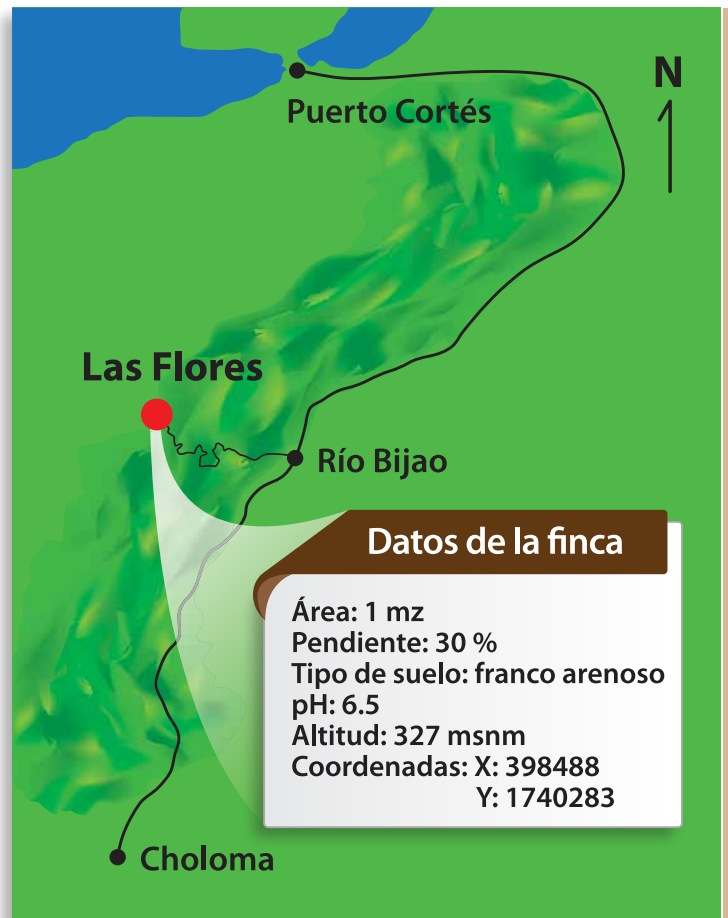 N
Puerto Cortés
Las Flores
Río Bijao
Datos de la finca
Área: 1 mz
Pendiente: 30 %
Tipo de suelo: franco arenoso
pH: 6.5
Altitud: 327 msnm
Coordenadas: X: 398488
Y: 1740283
Choloma